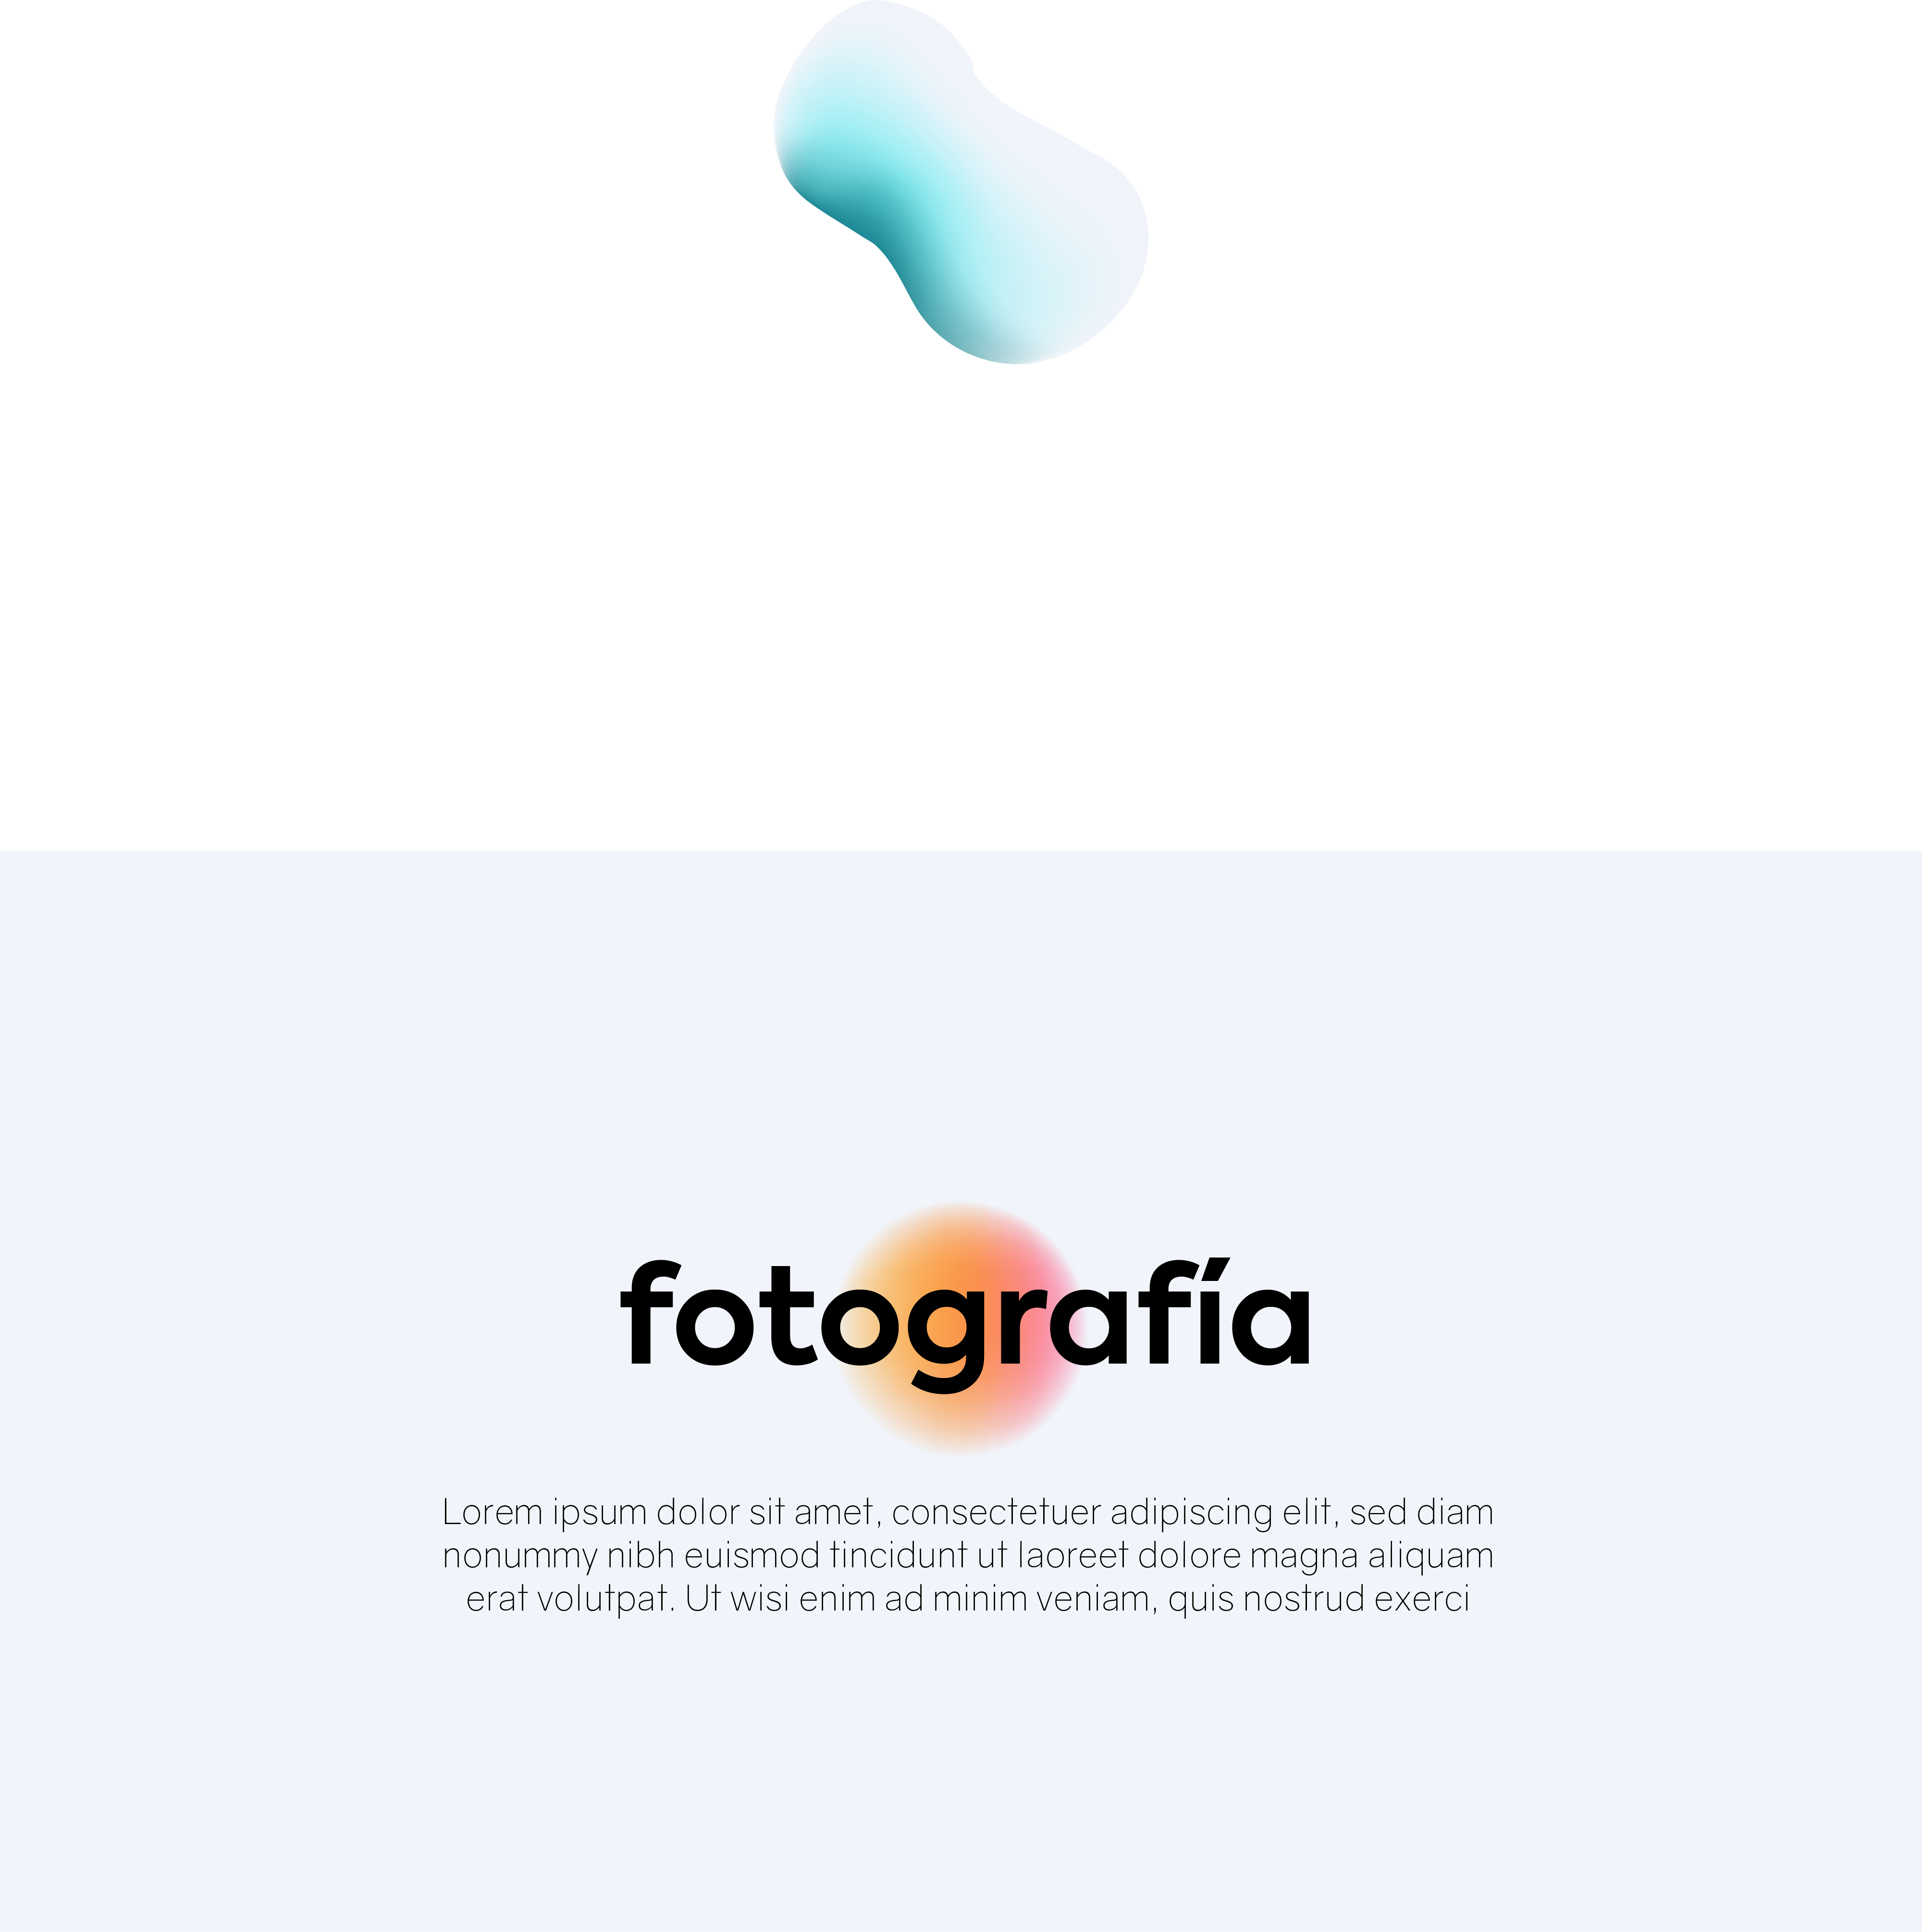 fotografía
Lorem ipsum dolor sit amet, consectetuer adipiscing elit, sed diam
nonummy nibh euismod tincidunt ut laoreet dolore magna aliquam
erat volutpat. Ut wisi enim ad minim veniam, quis nostrud exerci